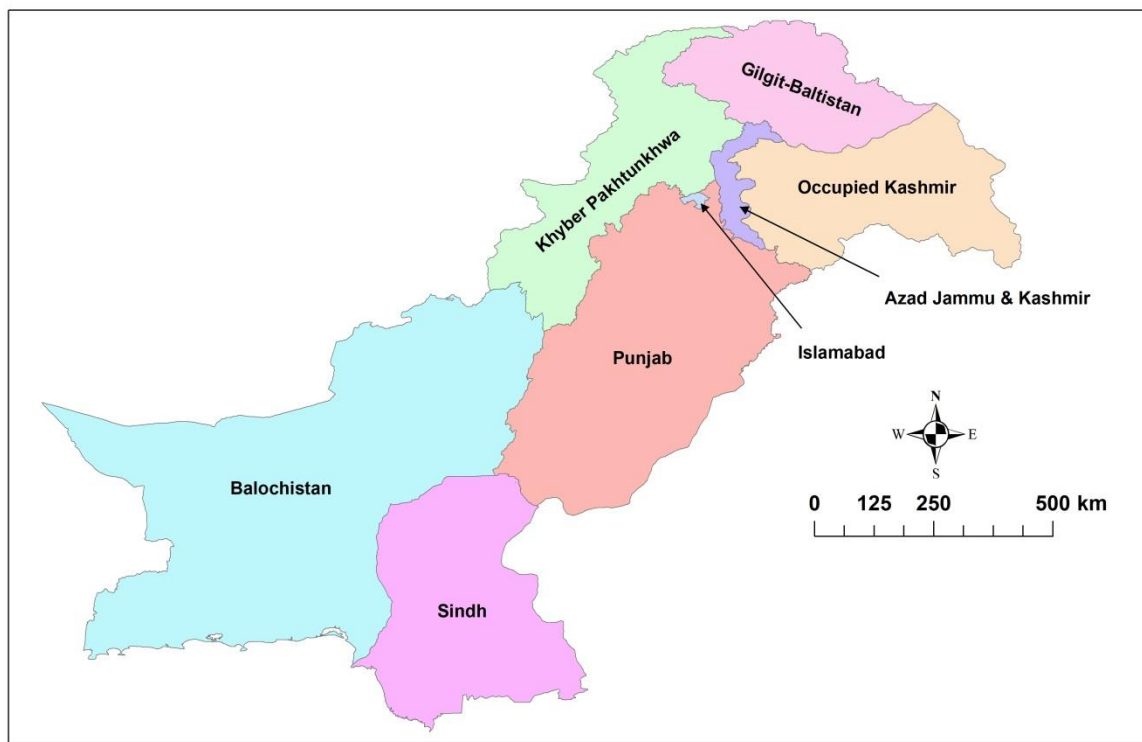 Gilgit-Baltistan
Khyber Pakhtunkhwa
Occupied Kashmir
Azad Jammu & Kashmir
Islamabad
Punjab
N
W E
S
Balochistan
0 125 250 500 km
Sindh